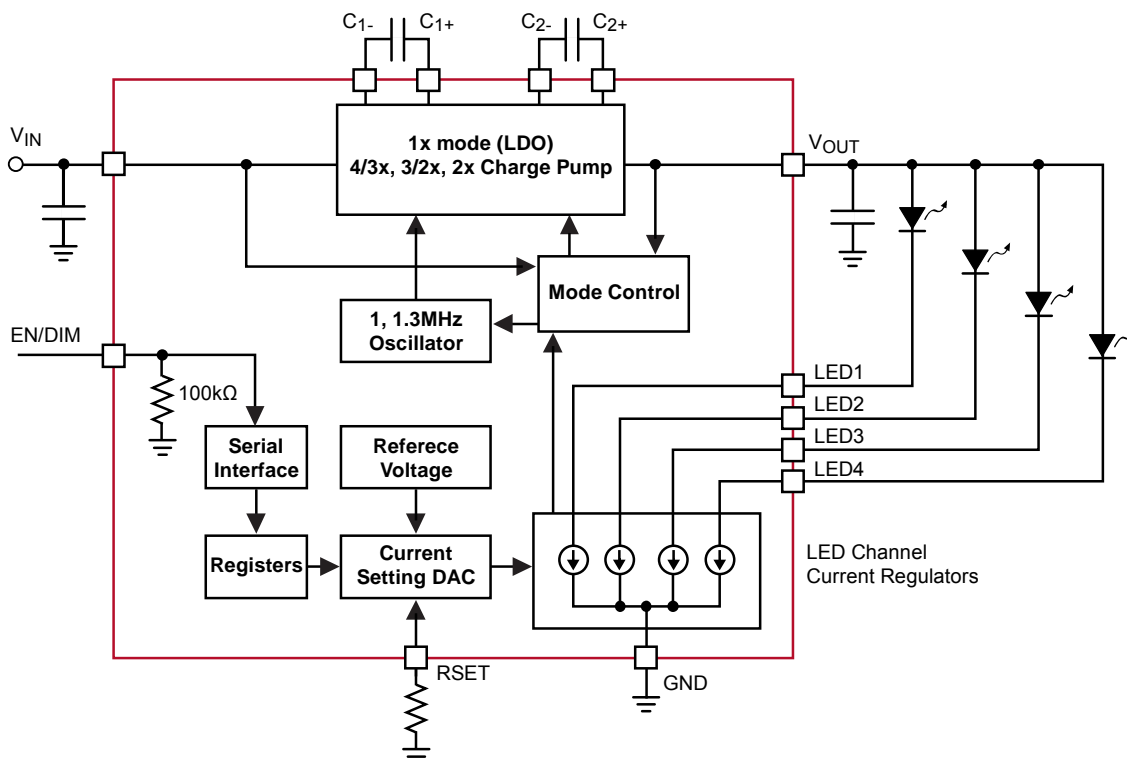 C1- C1+ C2- C2+
VIN
1x mode (LDO)
4/3x, 3/2x, 2x Charge Pump
VOUT
Mode Control
1, 1.3MHz
Oscillator
EN/DIM
100kΩ
LED1
LED2
LED3
LED4
Serial
Interface
Referece
Voltage
Registers
Current
Setting DAC
LED Channel
Current Regulators
RSET
GND